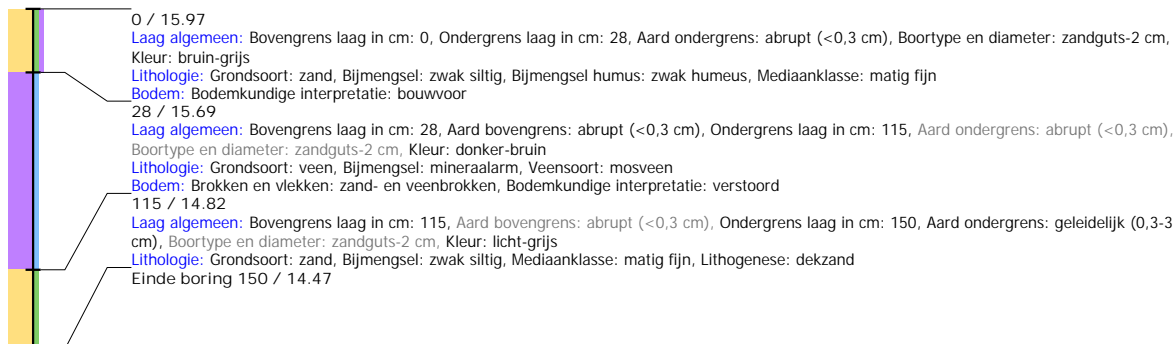 0 / 15.97
Laag algemeen: Bovengrens laag in cm: 0, Ondergrens laag in cm: 28, Aard ondergrens: abrupt (<0,3 cm), Boortype en diameter: zandguts-2 cm,
Kleur: bruin-grijs
Lithologie: Grondsoort: zand, Bijmengsel: zwak siltig, Bijmengsel humus: zwak humeus, Mediaanklasse: matig fijn
Bodem: Bodemkundige interpretatie: bouwvoor
28 / 15.69
Laag algemeen: Bovengrens laag in cm: 28, Aard bovengrens: abrupt (<0,3 cm), Ondergrens laag in cm: 115, Aard ondergrens: abrupt (<0,3 cm),
Boortype en diameter: zandguts-2 cm, Kleur: donker-bruin
Lithologie: Grondsoort: veen, Bijmengsel: mineraalarm, Veensoort: mosveen
Bodem: Brokken en vlekken: zand- en veenbrokken, Bodemkundige interpretatie: verstoord
115 / 14.82
Laag algemeen: Bovengrens laag in cm: 115, Aard bovengrens: abrupt (<0,3 cm), Ondergrens laag in cm: 150, Aard ondergrens: geleidelijk (0,3-3
cm), Boortype en diameter: zandguts-2 cm, Kleur: licht-grijs
Lithologie: Grondsoort: zand, Bijmengsel: zwak siltig, Mediaanklasse: matig fijn, Lithogenese: dekzand
Einde boring 150 / 14.47